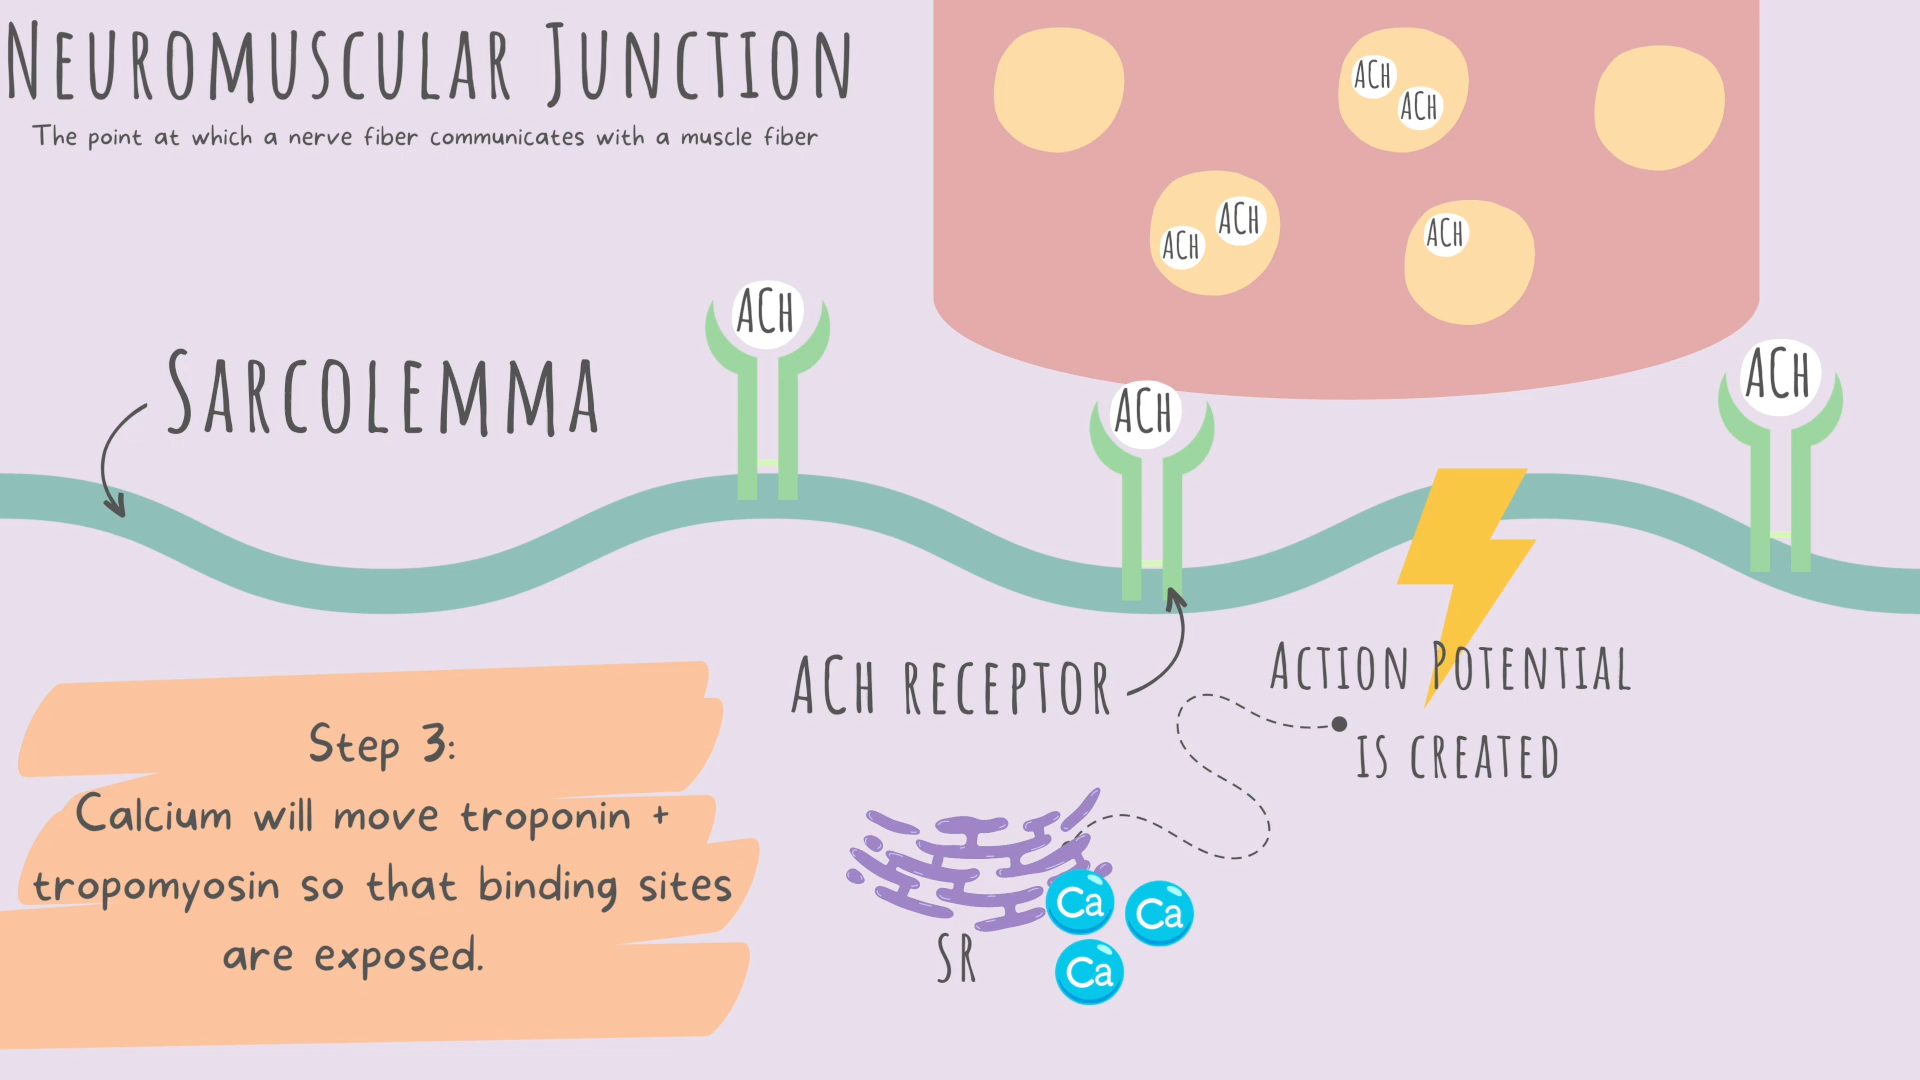 Neuromuscular Junction
The point at which a nerve fiber communicates with a muscle fiber
ACh
ACh
ACh
ACh
ACh
ACh
ACh
ACh
Sarcolemma
ACh receptor
Action Potential
is created
Step 3:
Calcium will move troponin +
tropomyosin so that binding sites
are exposed.
SR
Ca
Ca
Ca